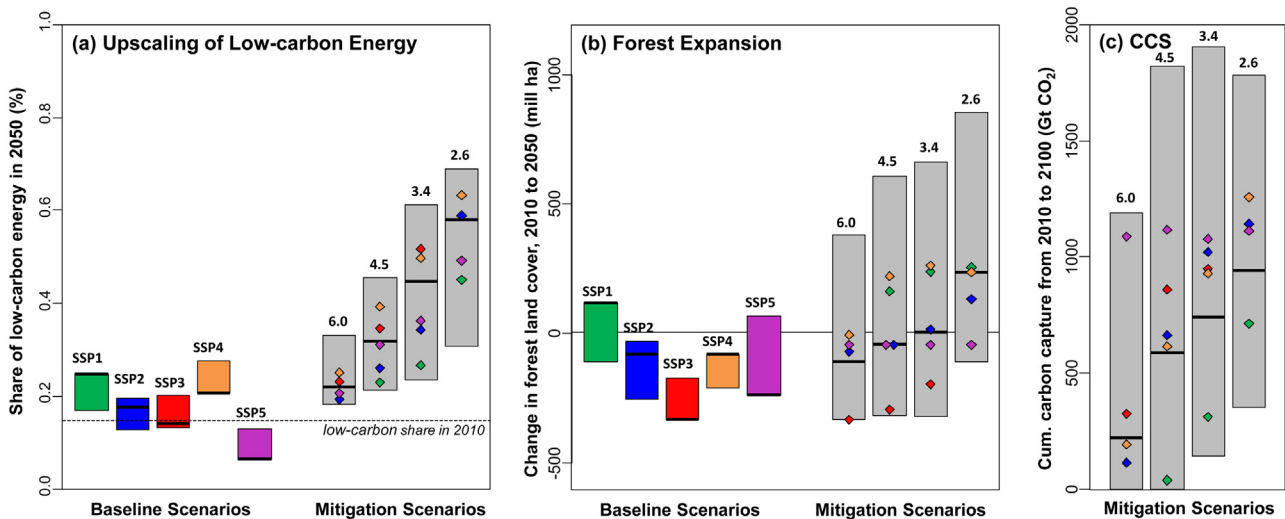 (a) Upscaling of Low-carbon Energy
Share of low-carbon energy in 2050 (%)
1.0
0.8
0.6
0.4
0.2
0.0
SSP1
SSP2
SSP3
SSP4
SSP5
6.0
4.5
3.4
2.6
low-carbon share in 2010
Baseline Scenarios
Mitigation Scenarios
(b) Forest Expansion
Change in forest land cover, 2010 to 2050 (mill ha)
1000
500
0
-500
SSP1
SSP2
SSP3
SSP4
SSP5
6.0
4.5
3.4
2.6
Baseline Scenarios
Mitigation Scenarios
(c) CCS
Cum. carbon capture from 2010 to 2100 (Gt CO2)
2000
1500
1000
500
0
6.0
4.5
3.4
2.6
Mitigation Scenarios